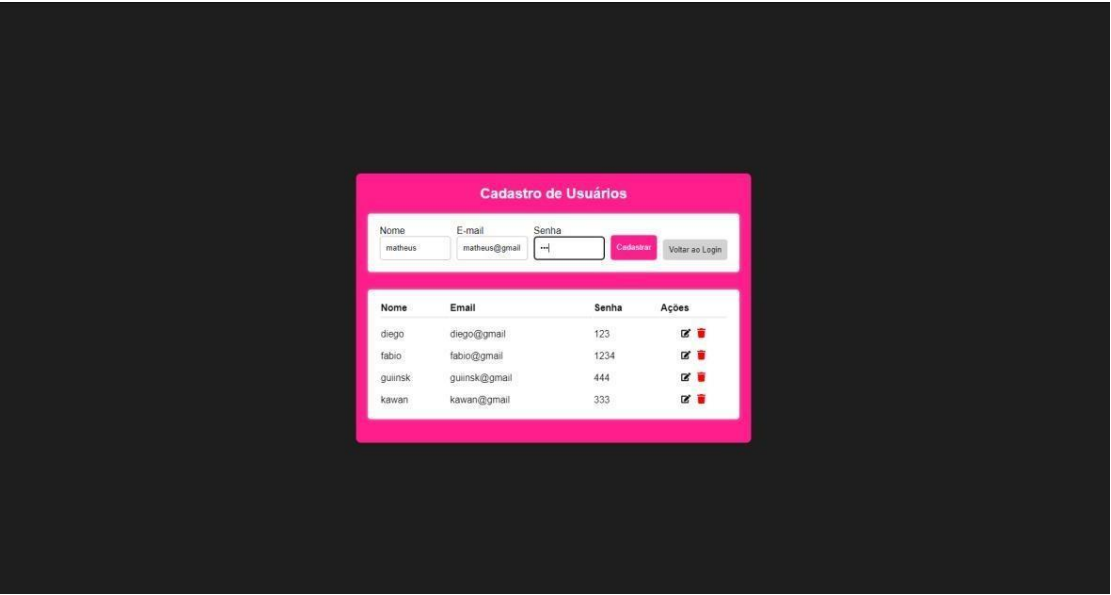 Cadastro de Usuários
Nome E-mail Senha
matheus matheus@gmail ••• Cadastrar Voltar ao Login
Nome Email Senha Ações
diego diego@gmail 123
fabio fabio@gmail 1234
guiinsk guiinsk@gmail 444
kawan kawan@gmail 333